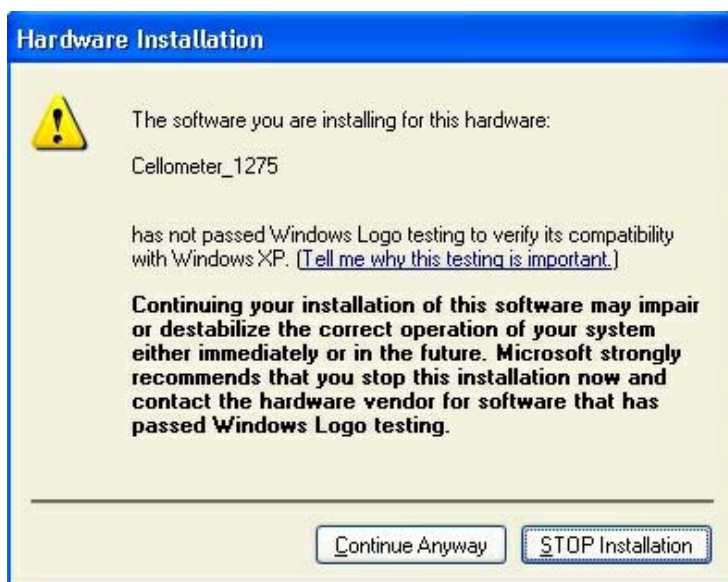 Hardware Installation
The software you are installing for this hardware:
Cellometer_1275
has not passed Windows Logo testing to verify its compatibility
with Windows XP. (Tell me why this testing is important.)
Continuing your installation of this software may impair
or destabilize the correct operation of your system
either immediately or in the future. Microsoft strongly
recommends that you stop this installation now and
contact the hardware vendor for software that has
passed Windows Logo testing.
Continue Anyway
STOP Installation